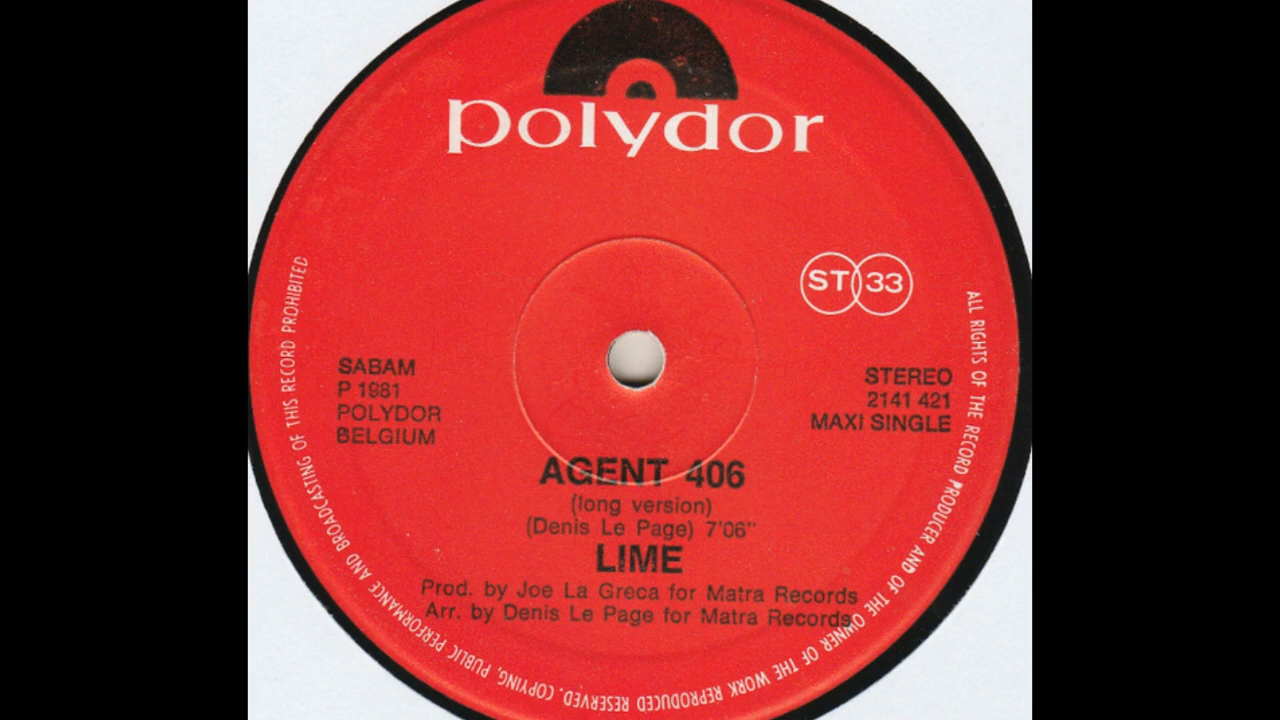 polydor
ST 33
SABAM
P 1981
POLYDOR
BELGIUM
STEREO
2141 421
MAXI SINGLE
AGENT 406
(long version)
(Denis Le Page) 7'06"
LIME
Prod. by Joe La Greca for Matra Records
Arr. by Denis Le Page for Matra Records
ALL RIGHTS OF THE RECORD PRODUCER AND OF THE OWNER OF THE WORK REPRODUCED RESERVED. COPYING, PUBLIC PERFORMANCE AND BROADCASTING OF THIS RECORD PROHIBITED